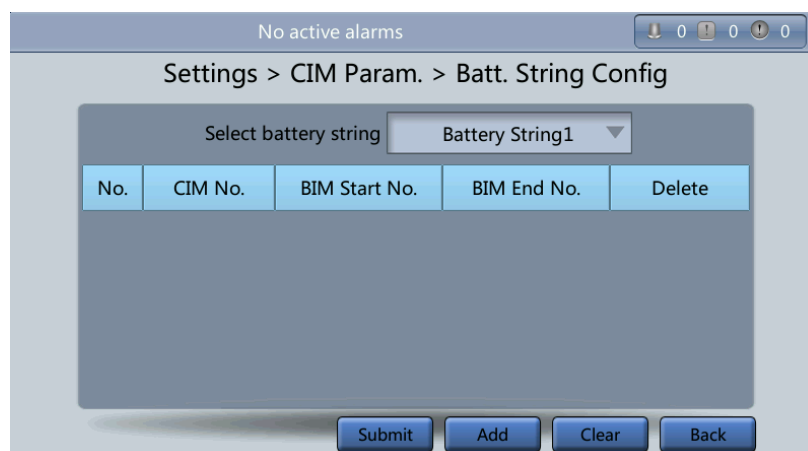 No active alarms 0 0 0
Settings > CIM Param. > Batt. String Config
Select battery string Battery String1
No. CIM No. BIM Start No. BIM End No. Delete
Submit Add Clear Back